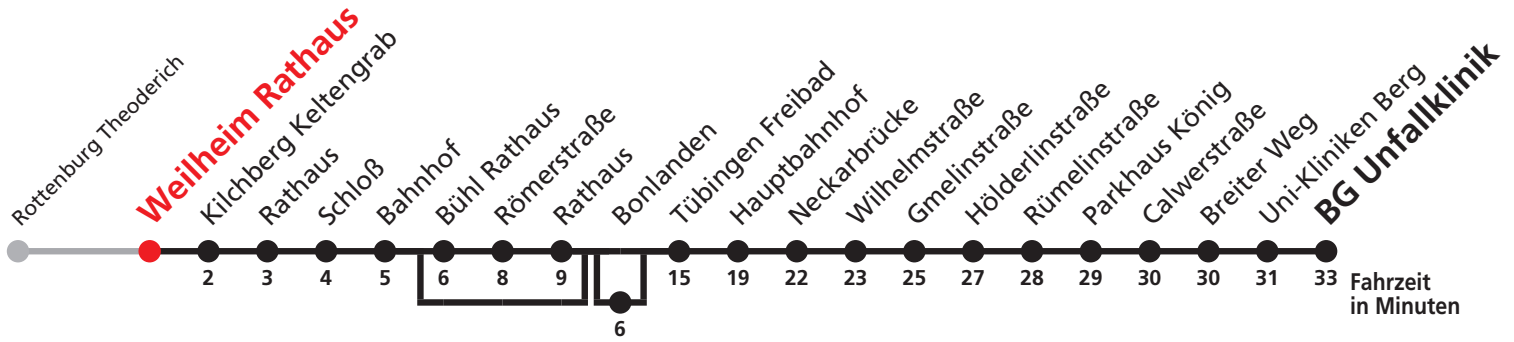 Rottenburg Theoderich
Weilheim Rathaus
Kilchberg Keltengrab
Rathaus
Schloß
Bahnhof
Bühl Rathaus
Römerstraße
Rathaus
Bonlanden
Tübingen Freibad
Hauptbahnhof
Neckarbrücke
Wilhelmstraße
Gmelinstraße
Hölderlinstraße
Rümelinstraße
Parkhaus König
Calwerstraße
Breiter Weg
Uni-Kliniken Berg
BG Unfallklinik
2 3 4 5 6 8 9 15 19 22 23 25 27 28 29 30 30 31 33
Fahrzeit
in Minuten
6